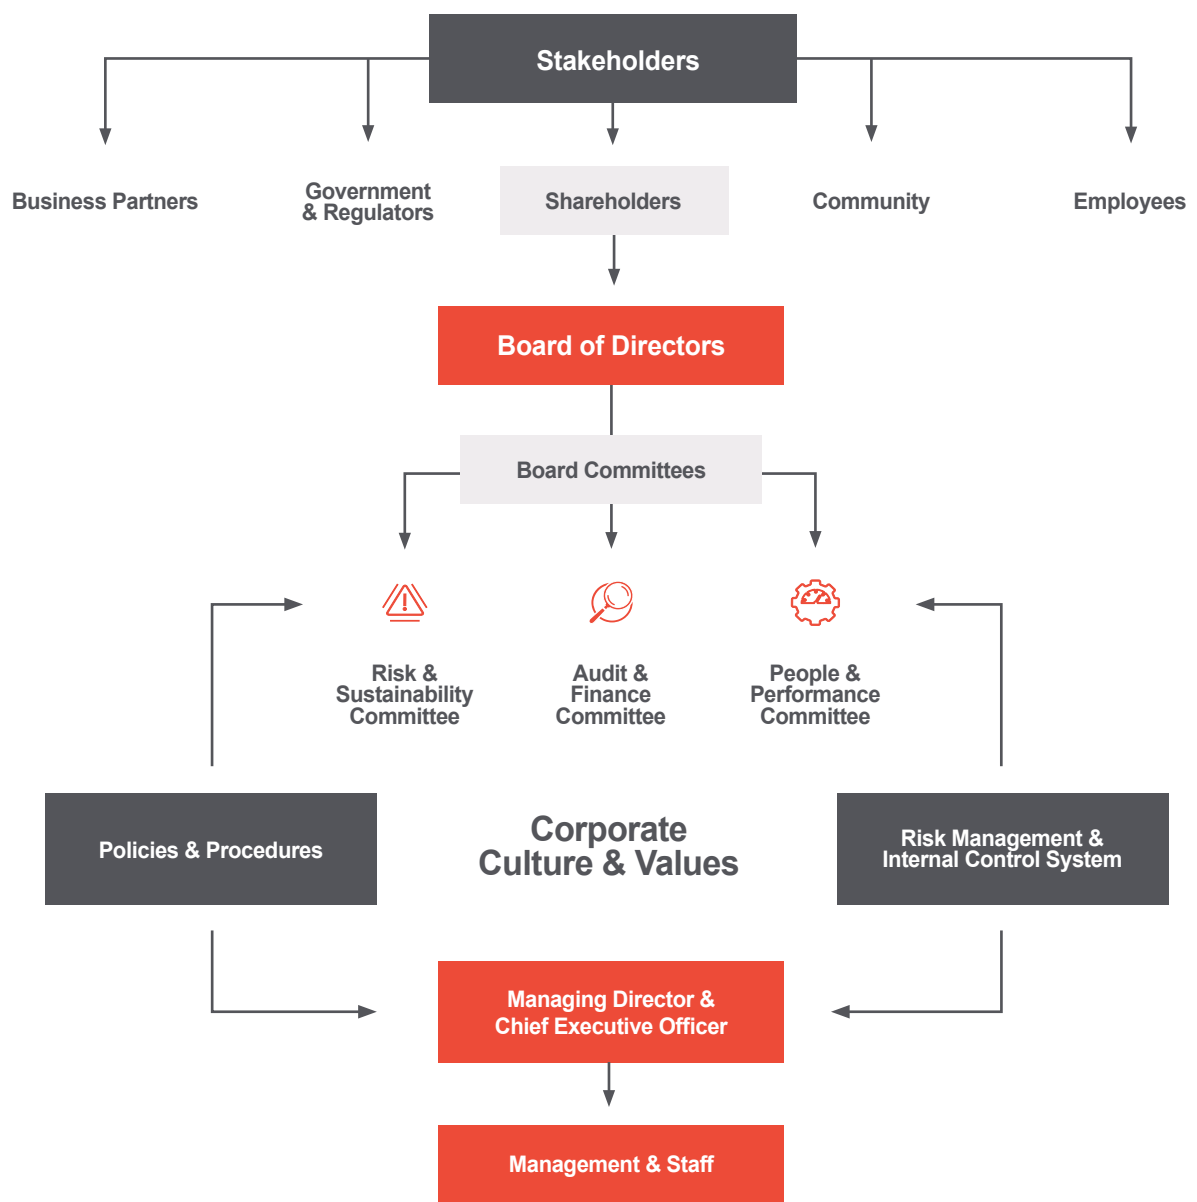 Stakeholders
Business Partners
Government
& Regulators
Shareholders
Community
Employees
Board of Directors
Board Committees
Risk &
Sustainability
Committee
Audit &
Finance
Committee
People &
Performance
Committee
Policies & Procedures
Corporate
Culture & Values
Risk Management &
Internal Control System
Managing Director &
Chief Executive Officer
Management & Staff